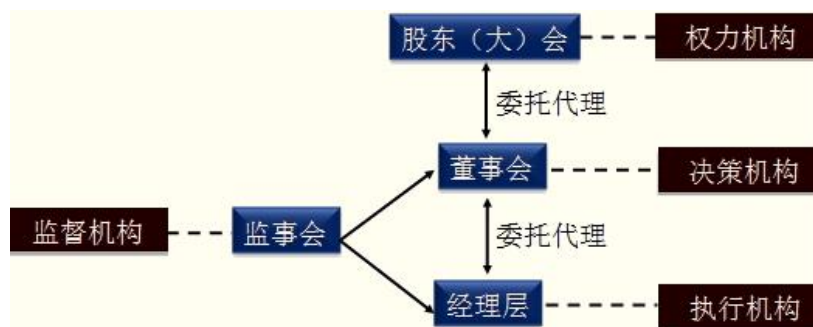 股东（大）会
权力机构
委托代理
董事会
决策机构
监督机构
监事会
委托代理
经理层
执行机构